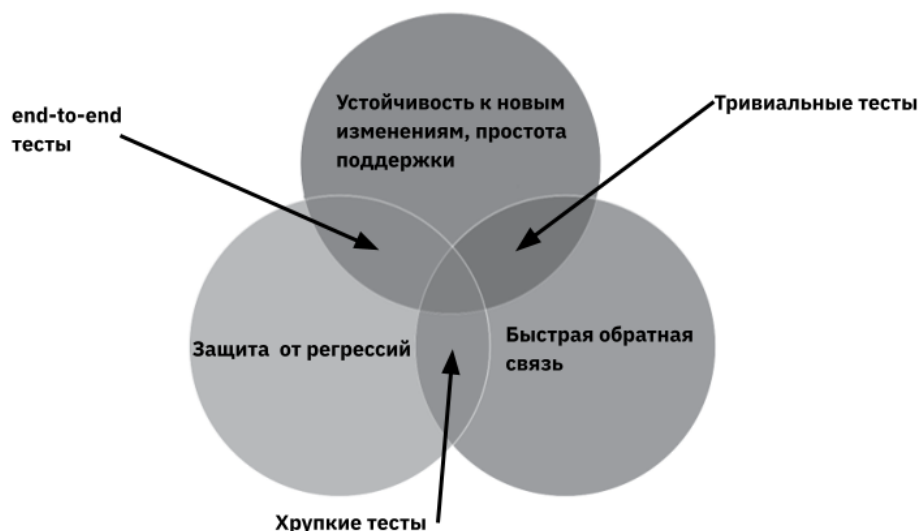 Устойчивость к новым
изменениям, простота
поддержки
end-to-end
тесты
Тривиальные тесты
Защита от регрессий
Быстрая обратная
связь
Хрупкие тесты